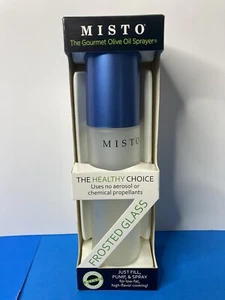 MISTO®
The Gourmet Olive Oil Sprayer®
MISTO
THE HEALTHY CHOICE
Uses no aerosol or
chemical propellants
FROSTED GLASS
JUST FILL,
PUMP, & SPRAY
for low-fat,
high-flavor cooking!